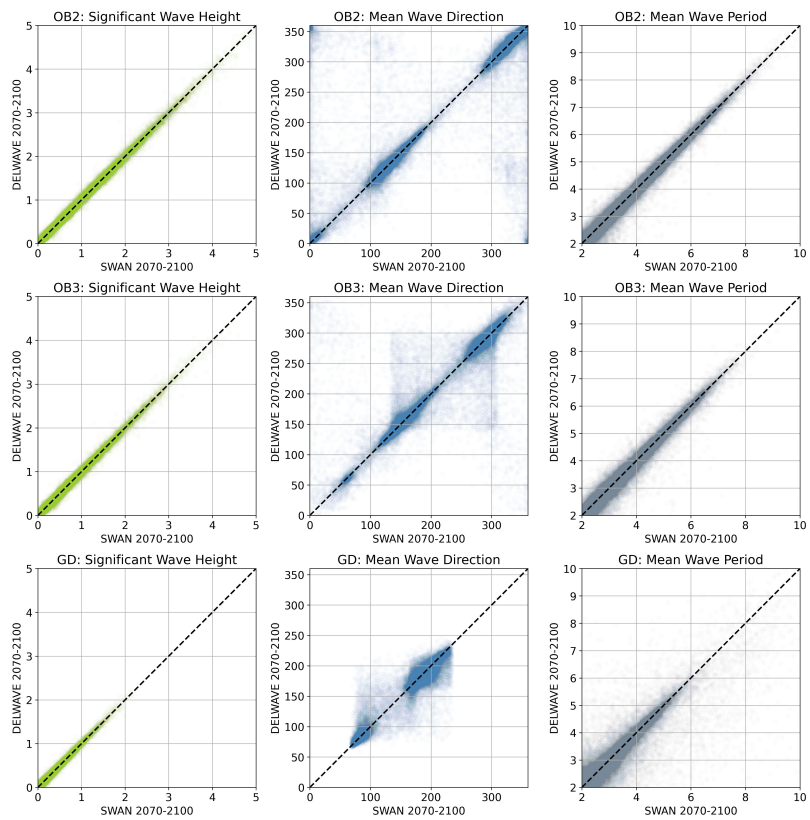 OB2: Significant Wave Height
5
4
3
2
1
0
0 1 2 3 4 5
DELWAVE 2070-2100
SWAN 2070-2100
OB2: Mean Wave Direction
350
300
250
200
150
100
50
0
0 100 200 300
DELWAVE 2070-2100
SWAN 2070-2100
OB2: Mean Wave Period
10
9
8
7
6
5
4
3
2
2 4 6 8 10
DELWAVE 2070-2100
SWAN 2070-2100
OB3: Significant Wave Height
5
4
3
2
1
0
0 1 2 3 4 5
DELWAVE 2070-2100
SWAN 2070-2100
OB3: Mean Wave Direction
350
300
250
200
150
100
50
0
0 100 200 300
DELWAVE 2070-2100
SWAN 2070-2100
OB3: Mean Wave Period
10
9
8
7
6
5
4
3
2
2 4 6 8 10
DELWAVE 2070-2100
SWAN 2070-2100
GD: Significant Wave Height
5
4
3
2
1
0
0 1 2 3 4 5
DELWAVE 2070-2100
SWAN 2070-2100
GD: Mean Wave Direction
350
300
250
200
150
100
50
0
0 100 200 300
DELWAVE 2070-2100
SWAN 2070-2100
GD: Mean Wave Period
10
9
8
7
6
5
4
3
2
2 4 6 8 10
DELWAVE 2070-2100
SWAN 2070-2100